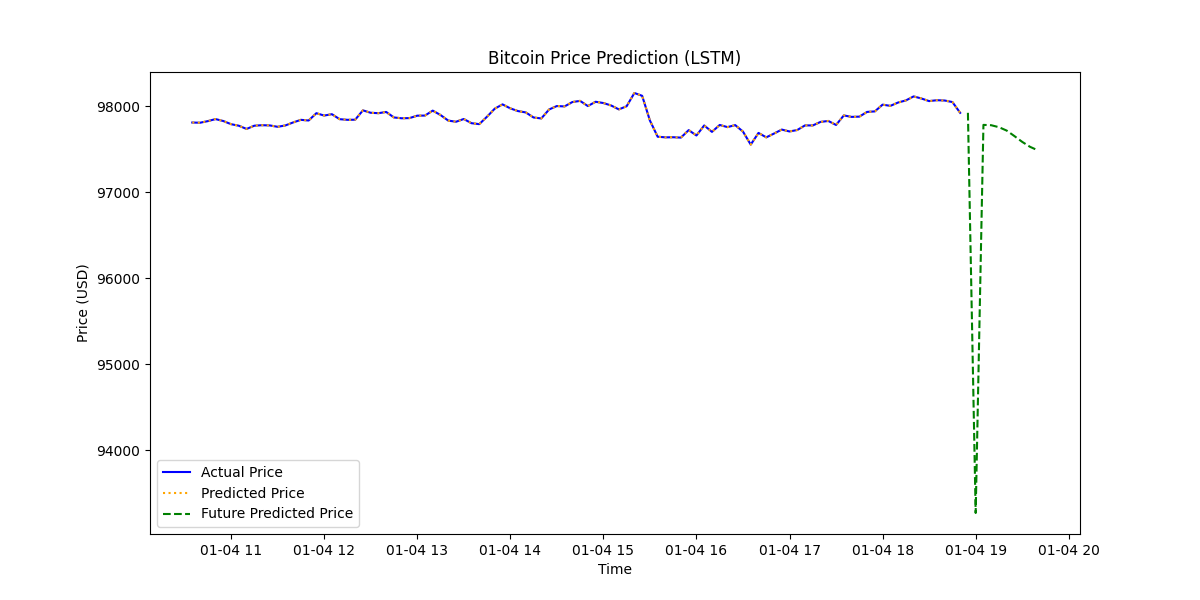 Bitcoin Price Prediction (LSTM)
98000
97000
96000
95000
94000
Price (USD)
Actual Price
Predicted Price
Future Predicted Price
01-04 11 01-04 12 01-04 13 01-04 14 01-04 15 01-04 16 01-04 17 01-04 18 01-04 19 01-04 20
Time